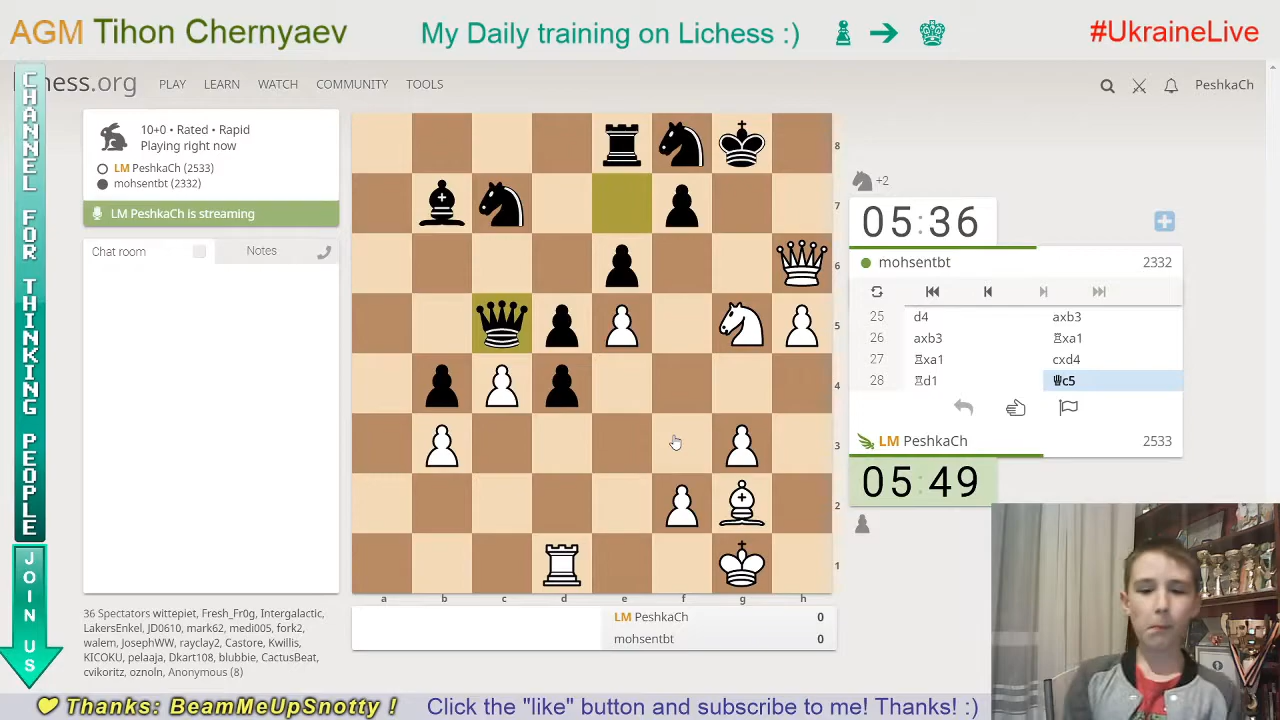 AGM Tihon Chernyaev
My Daily training on Lichess :)
#UkraineLive
CHANNEL FOR THINKING PEOPLE
JOIN US
hess.org
PLAY LEARN WATCH COMMUNITY TOOLS
PeshkaCh
10+0 • Rated • Rapid
Playing right now
LM PeshkaCh (2533)
mohsentbt (2332)
LM PeshkaCh is streaming
Chat room Notes
36 Spectators wittepiet, Fresh_Fr0g, Intergalactic,
LakersEnkel, JD0610, mark62, medi005, fork2,
walem, JosephWW, rayclay2, Castore, Kwillis,
KICOKU, pelaaja, Dkart108, blubbie, CactusBeat,
cvikoritz, oznoln, Anonymous (8)
8
7
6
5
4
3
2
1
a b c d e f g h
LM PeshkaCh 0
mohsentbt 0
+2
05:36
mohsentbt 2332
25 d4 axb3
26 axb3 ♖xa1
27 ♖xa1 cxd4
28 ♖d1 ♛c5
LM PeshkaCh 2533
05:49
Thanks: BeamMeUpSnotty !
Click the "like" button and subscribe to me! Thanks! :)